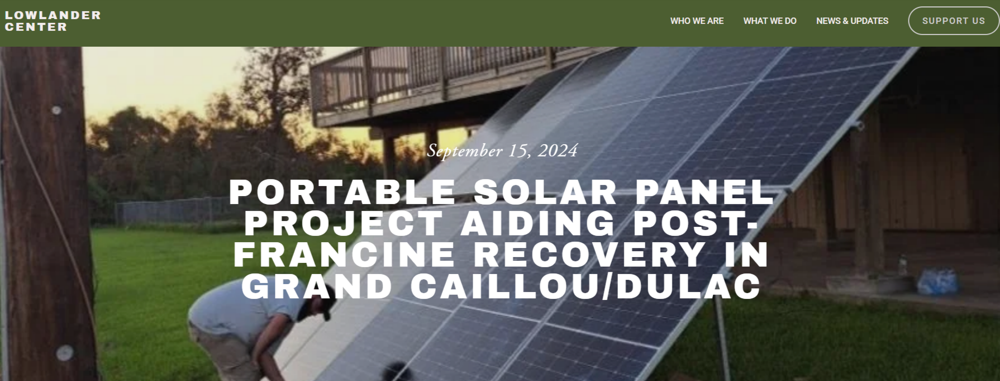 LOWLANDER
CENTER
WHO WE ARE
WHAT WE DO
NEWS & UPDATES
SUPPORT US
September 15, 2024
PORTABLE SOLAR PANEL
PROJECT AIDING POST-
FRANCINE RECOVERY IN
GRAND CAILLOU/DULAC